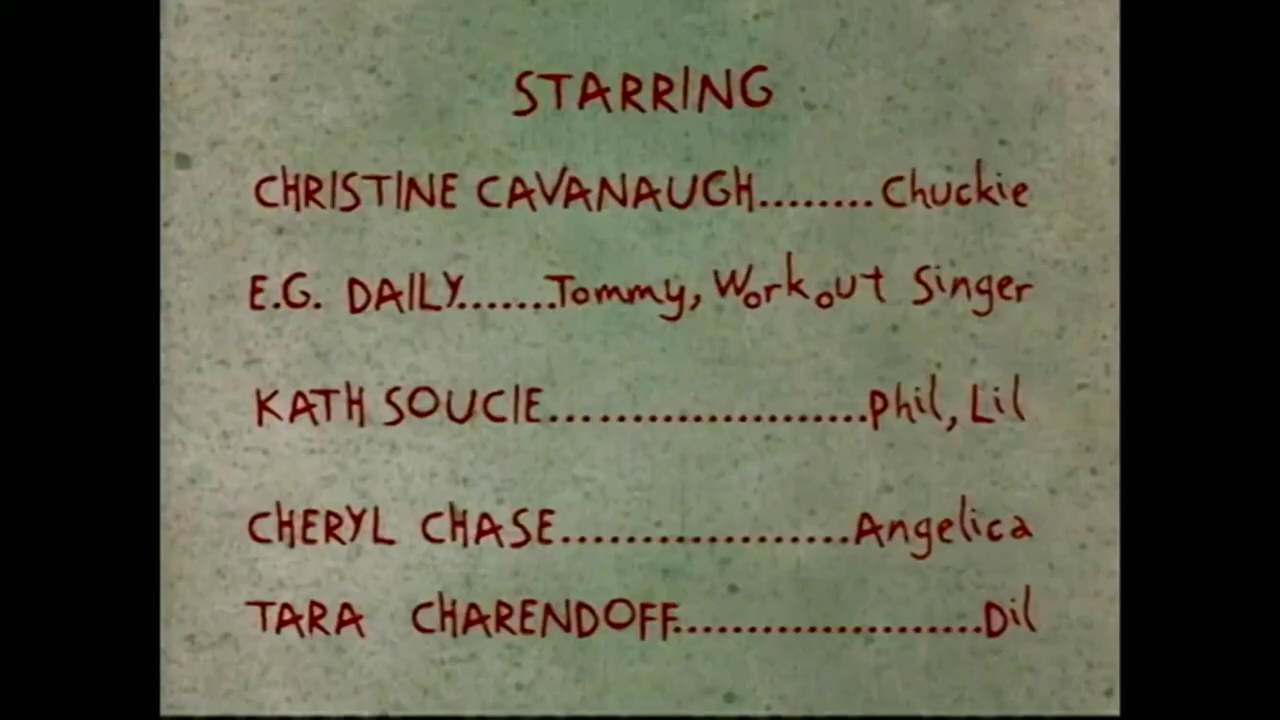 STARRING
CHRISTINE CAVANAUGH........Chuckie
E.G. DAILY.......Tommy, Workout Singer
KATH SOUCIE....................Phil, Lil
CHERYL CHASE..................Angelica
TARA CHARENDOFF....................Dil